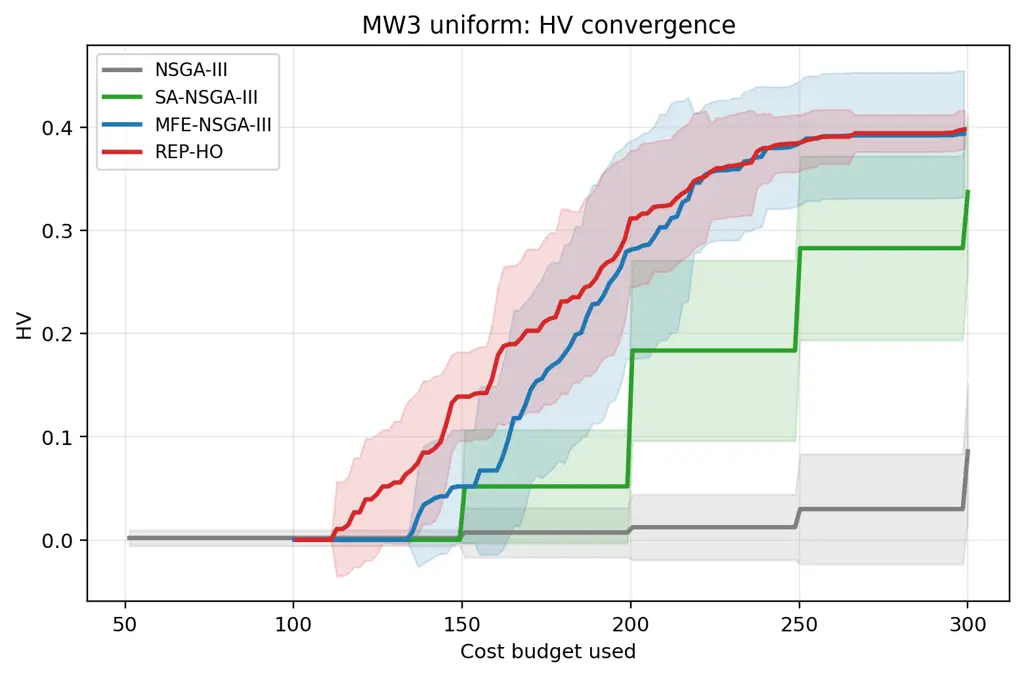 MW3 uniform: HV convergence
NSGA-III
SA-NSGA-III
MFE-NSGA-III
REP-HO
HV
0.4
0.3
0.2
0.1
0.0
50 100 150 200 250 300
Cost budget used